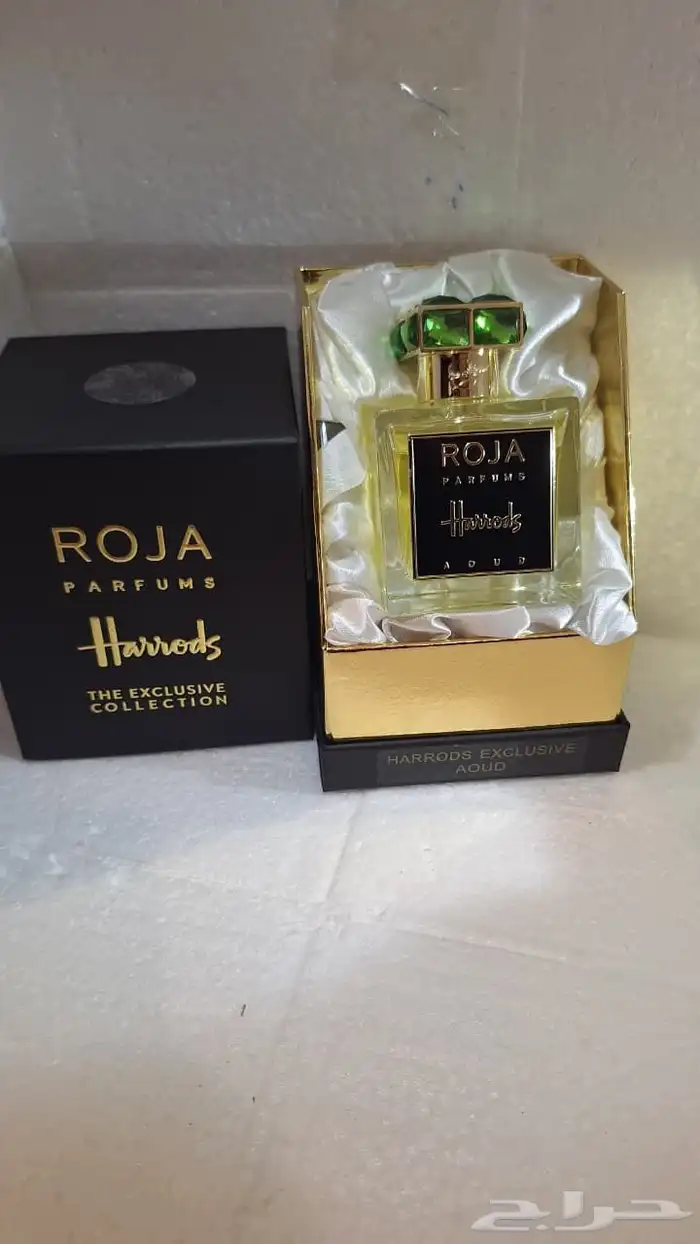 ROJA
PARFUMS
Harrods
THE EXCLUSIVE
COLLECTION
ROJA
PARFUMS
Harrods
AOUD
HARRODS EXCLUSIVE
AOUD
حراج